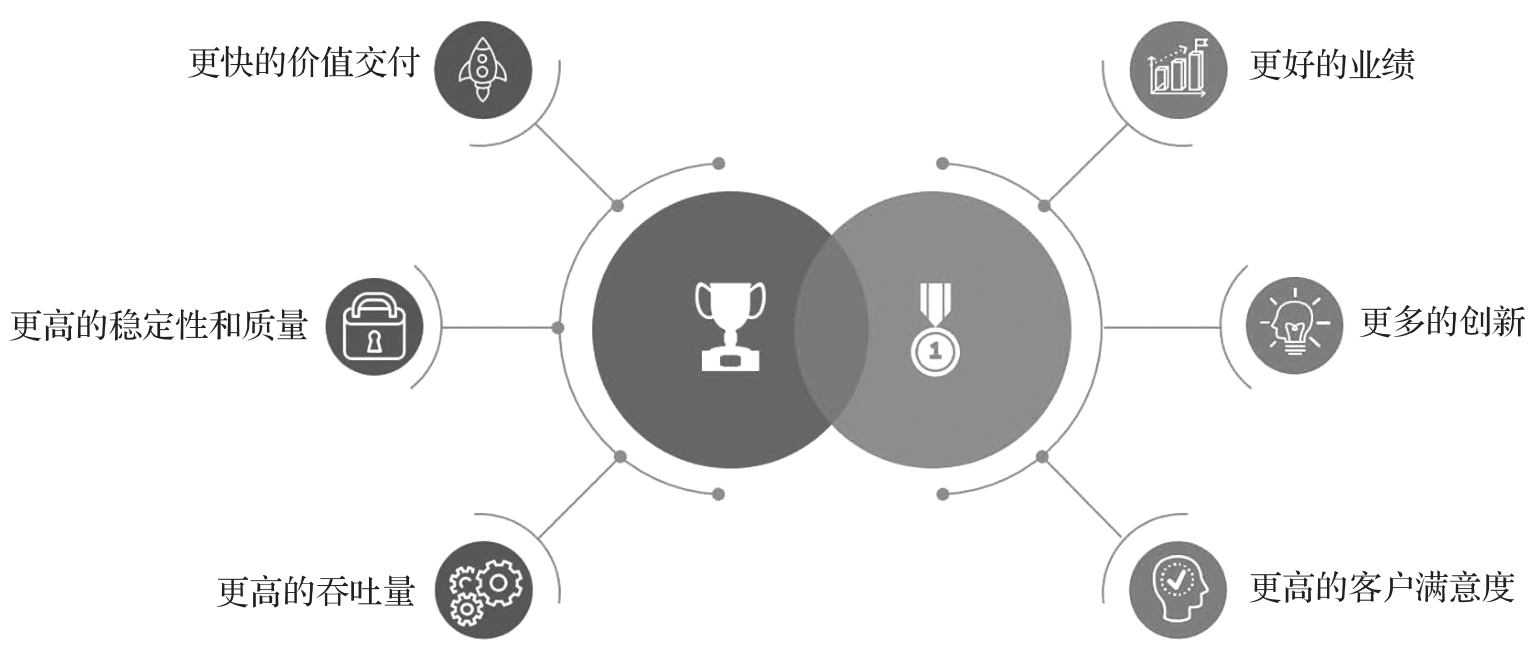 更快的价值交付
更高的稳定性和质量
更高的吞吐量
1
更好的业绩
更多的创新
更高的客户满意度